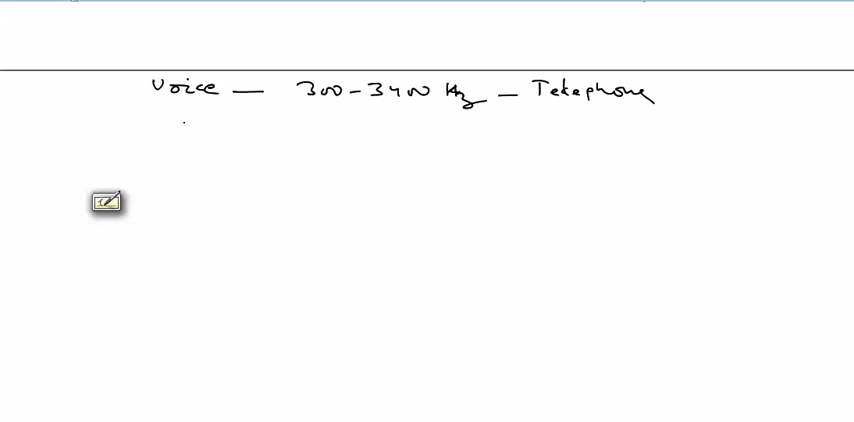 Voice — 300-3400 Hz — Telephone